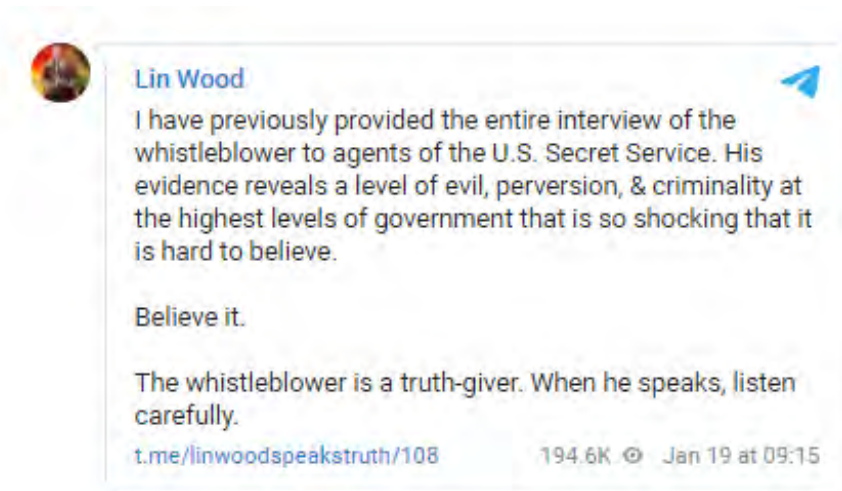 Lin Wood
I have previously provided the entire interview of the
whistleblower to agents of the U.S. Secret Service. His
evidence reveals a level of evil, perversion, & criminality at
the highest levels of government that is so shocking that it
is hard to believe.
Believe it.
The whistleblower is a truth-giver. When he speaks, listen
carefully.
t.me/linwoodspeakstruth/108 194.6K Jan 19 at 09:15